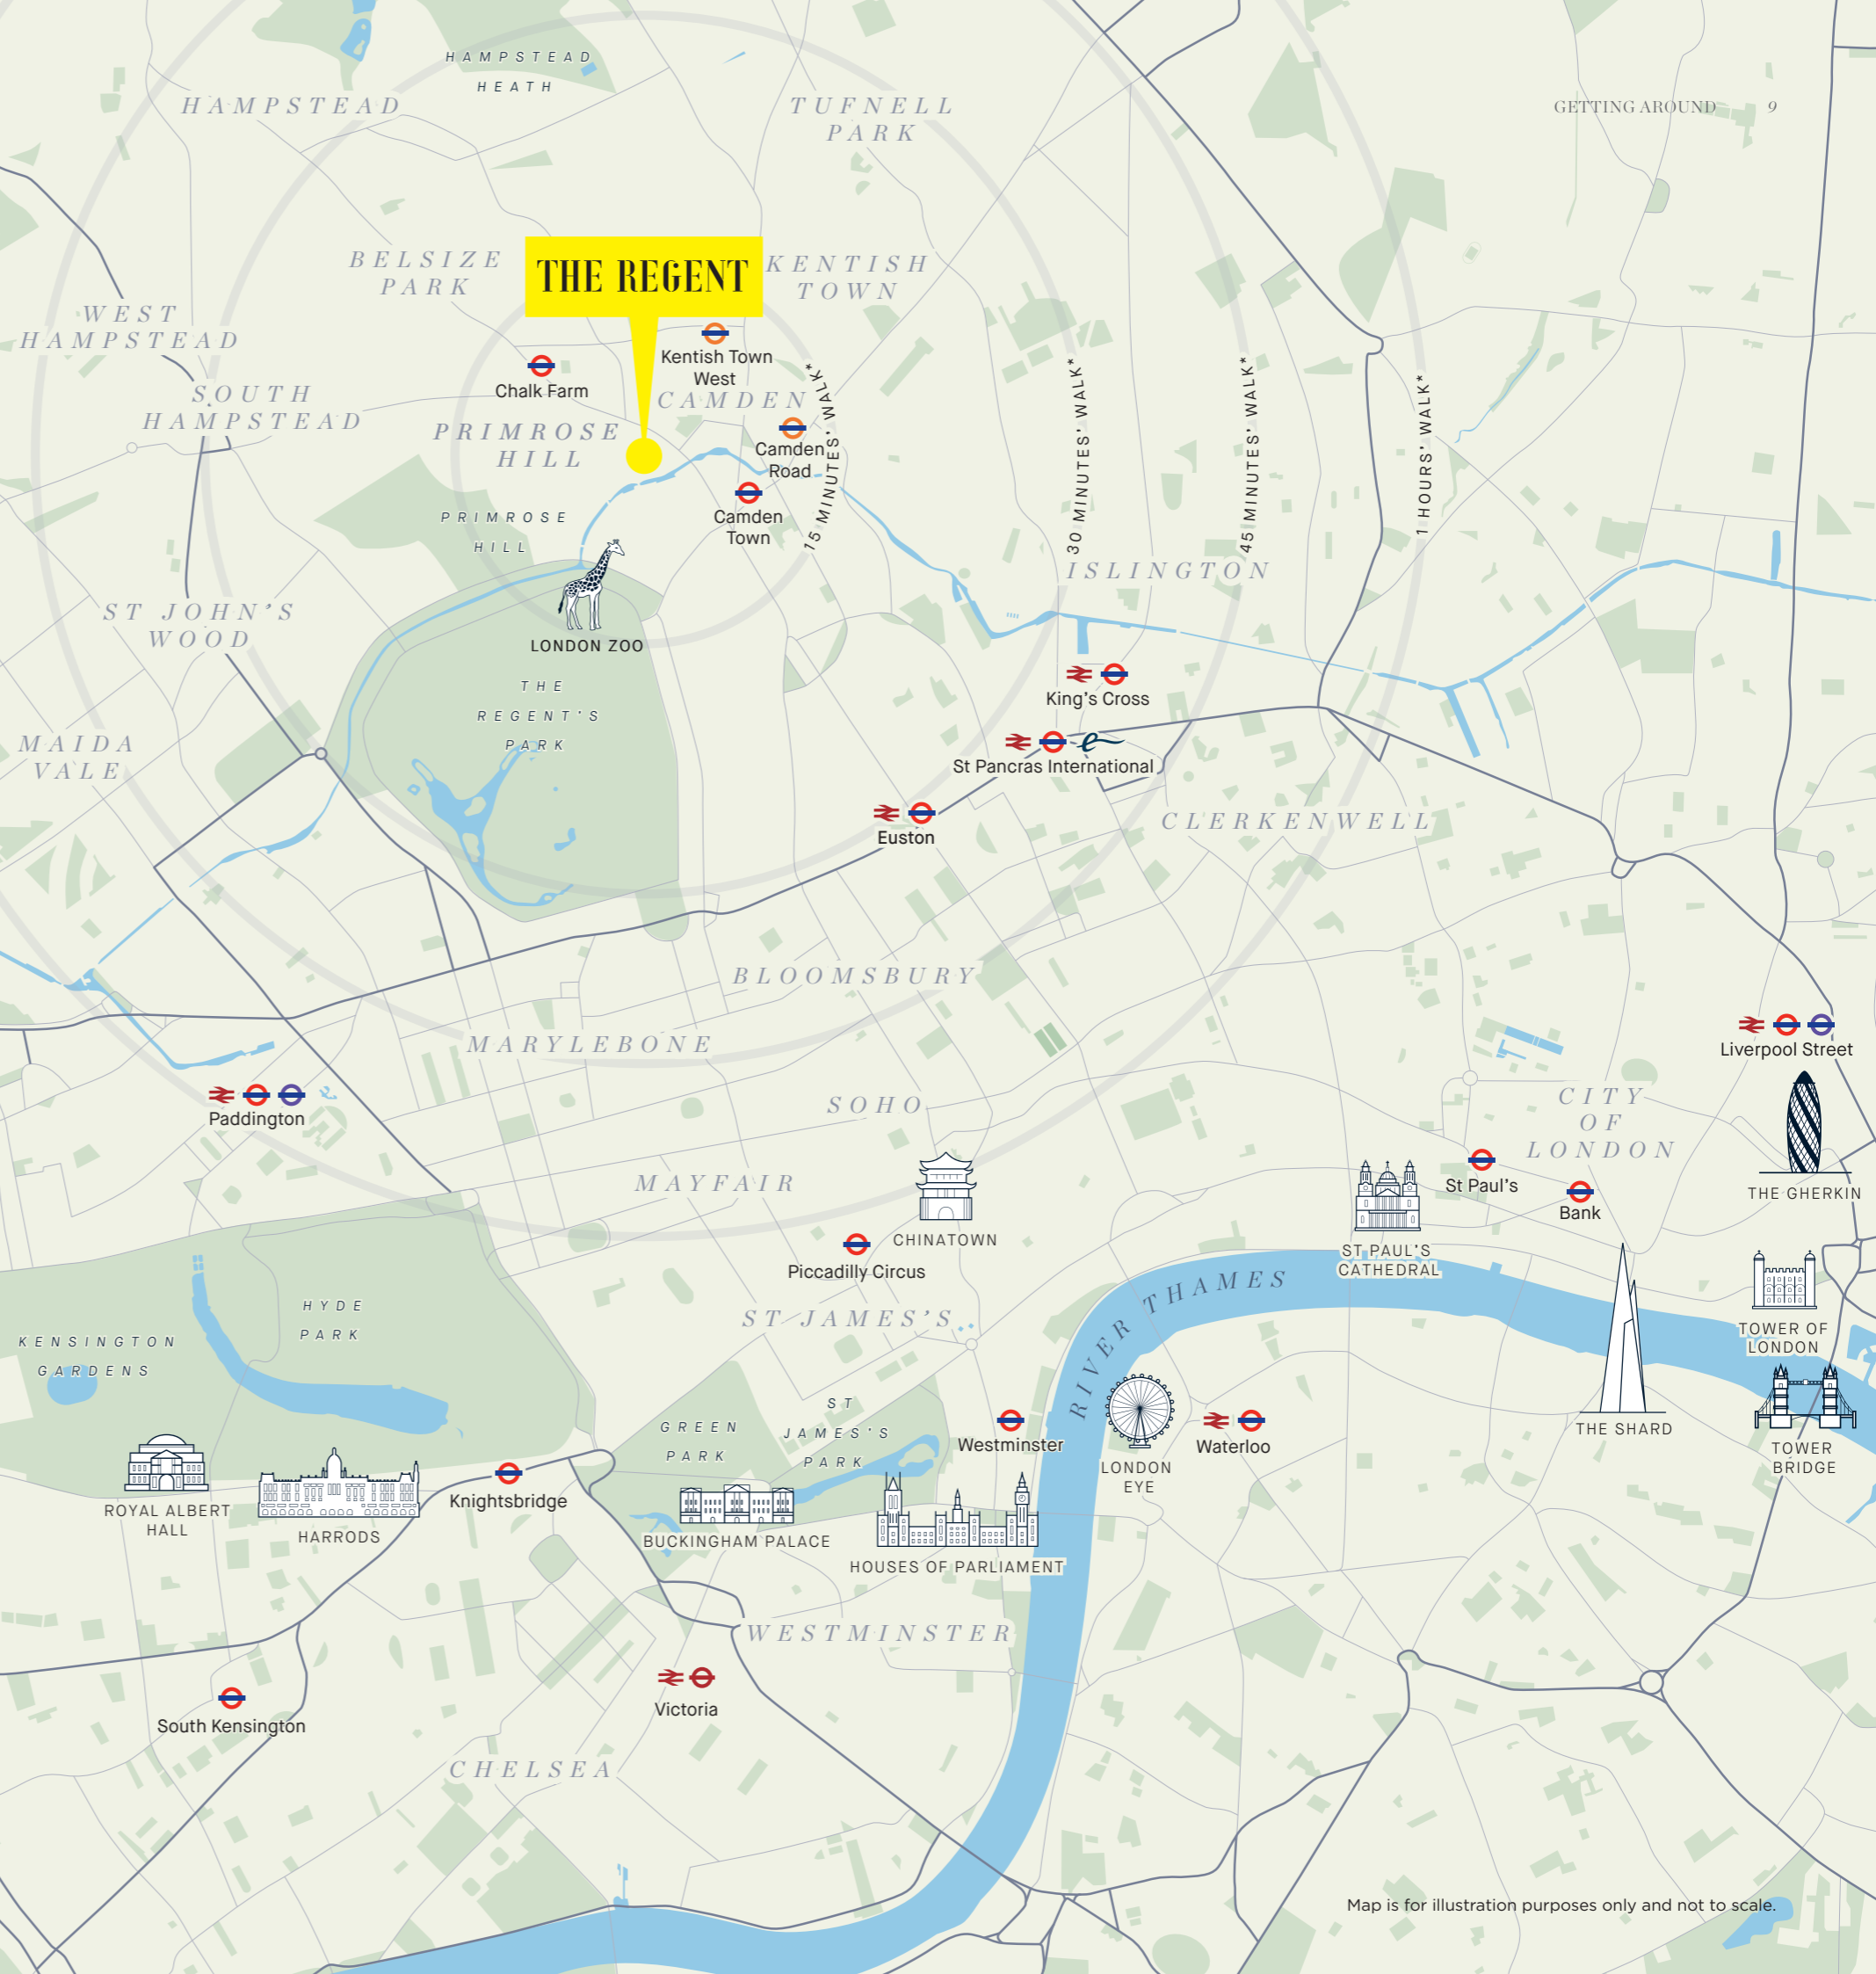 HAMPSTEAD
HEATH
HAMPSTEAD
TUFNELL
PARK
GETTING AROUND 9
BELSIZE
PARK
THE REGENT
KENTISH
TOWN
WEST
HAMPSTEAD
Kentish Town
West
Chalk Farm
SOUTH
HAMPSTEAD
CAMDEN
PRIMROSE
HILL
Camden
Road
15 MINUTES' WALK*
30 MINUTES' WALK*
45 MINUTES' WALK*
1 HOURS' WALK*
Camden
Town
PRIMROSE
HILL
ISLINGTON
ST JOHN'S
WOOD
LONDON ZOO
THE
REGENT'S
PARK
King's Cross
MAIDA
VALE
St Pancras International
Euston
CLERKENWELL
BLOOMSBURY
MARYLEBONE
Liverpool Street
Paddington
SOHO
CITY
OF
LONDON
MAYFAIR
St Paul's
Bank
THE GHERKIN
CHINATOWN
Piccadilly Circus
ST PAUL'S
CATHEDRAL
RIVER THAMES
HYDE
PARK
ST JAMES'S
KENSINGTON
GARDENS
TOWER OF
LONDON
GREEN
PARK
ST
JAMES'S
PARK
Westminster
LONDON
EYE
Waterloo
THE SHARD
TOWER
BRIDGE
ROYAL ALBERT
HALL
HARRODS
Knightsbridge
BUCKINGHAM PALACE
HOUSES OF PARLIAMENT
WESTMINSTER
Victoria
South Kensington
CHELSEA
Map is for illustration purposes only and not to scale.